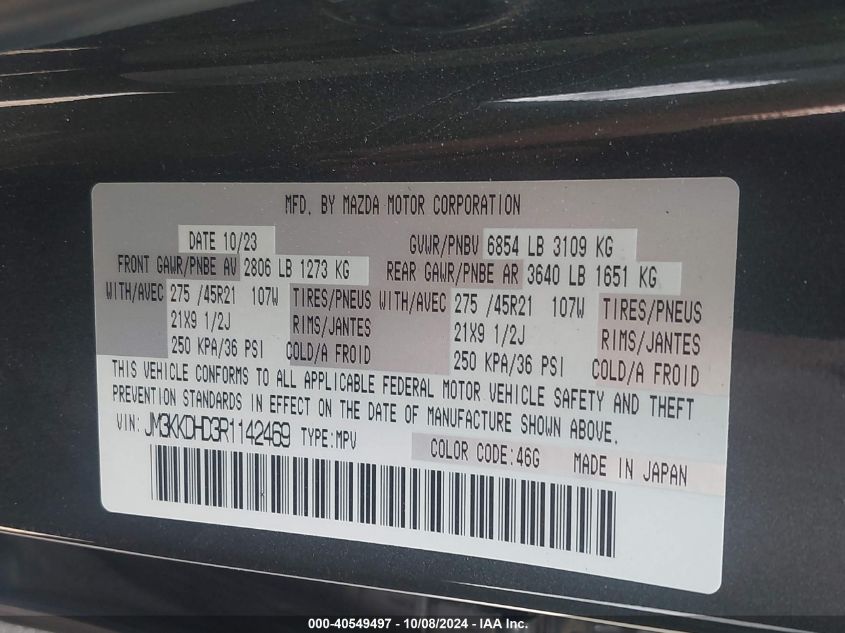 MFD. BY MAZDA MOTOR CORPORATION
DATE 10/23 GVWR/PNBV 6854 LB 3109 KG
FRONT GAWR/PNBE AV 2806 LB 1273 KG REAR GAWR/PNBE AR 3640 LB 1651 KG
WITH/AVEC 275 /45R21 107W TIRES/PNEUS WITH/AVEC 275 /45R21 107W TIRES/PNEUS
21X9 1/2J RIMS/JANTES 21X9 1/2J RIMS/JANTES
250 KPA/36 PSI COLD/A FROID 250 KPA/36 PSI COLD/A FROID
THIS VEHICLE CONFORMS TO ALL APPLICABLE FEDERAL MOTOR VEHICLE SAFETY AND THEFT
PREVENTION STANDARDS IN EFFECT ON THE DATE OF MANUFACTURE SHOWN ABOVE.
VIN: JM3KKDHD3R1142469 TYPE:MPV COLOR CODE:46G MADE IN JAPAN
000-40549497 - 10/08/2024 - IAA Inc.